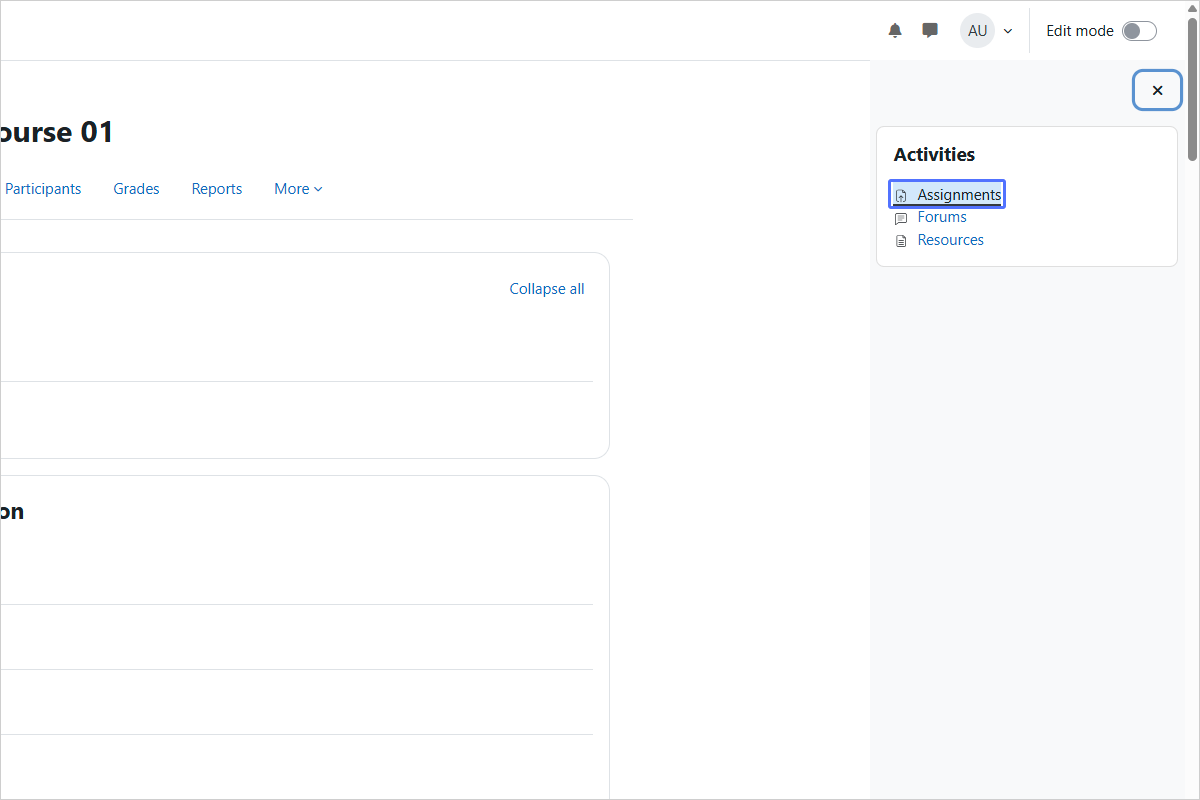 AU
Edit mode
ourse 01
Participants Grades Reports More
Activities
Assignments
Forums
Resources
Collapse all
on